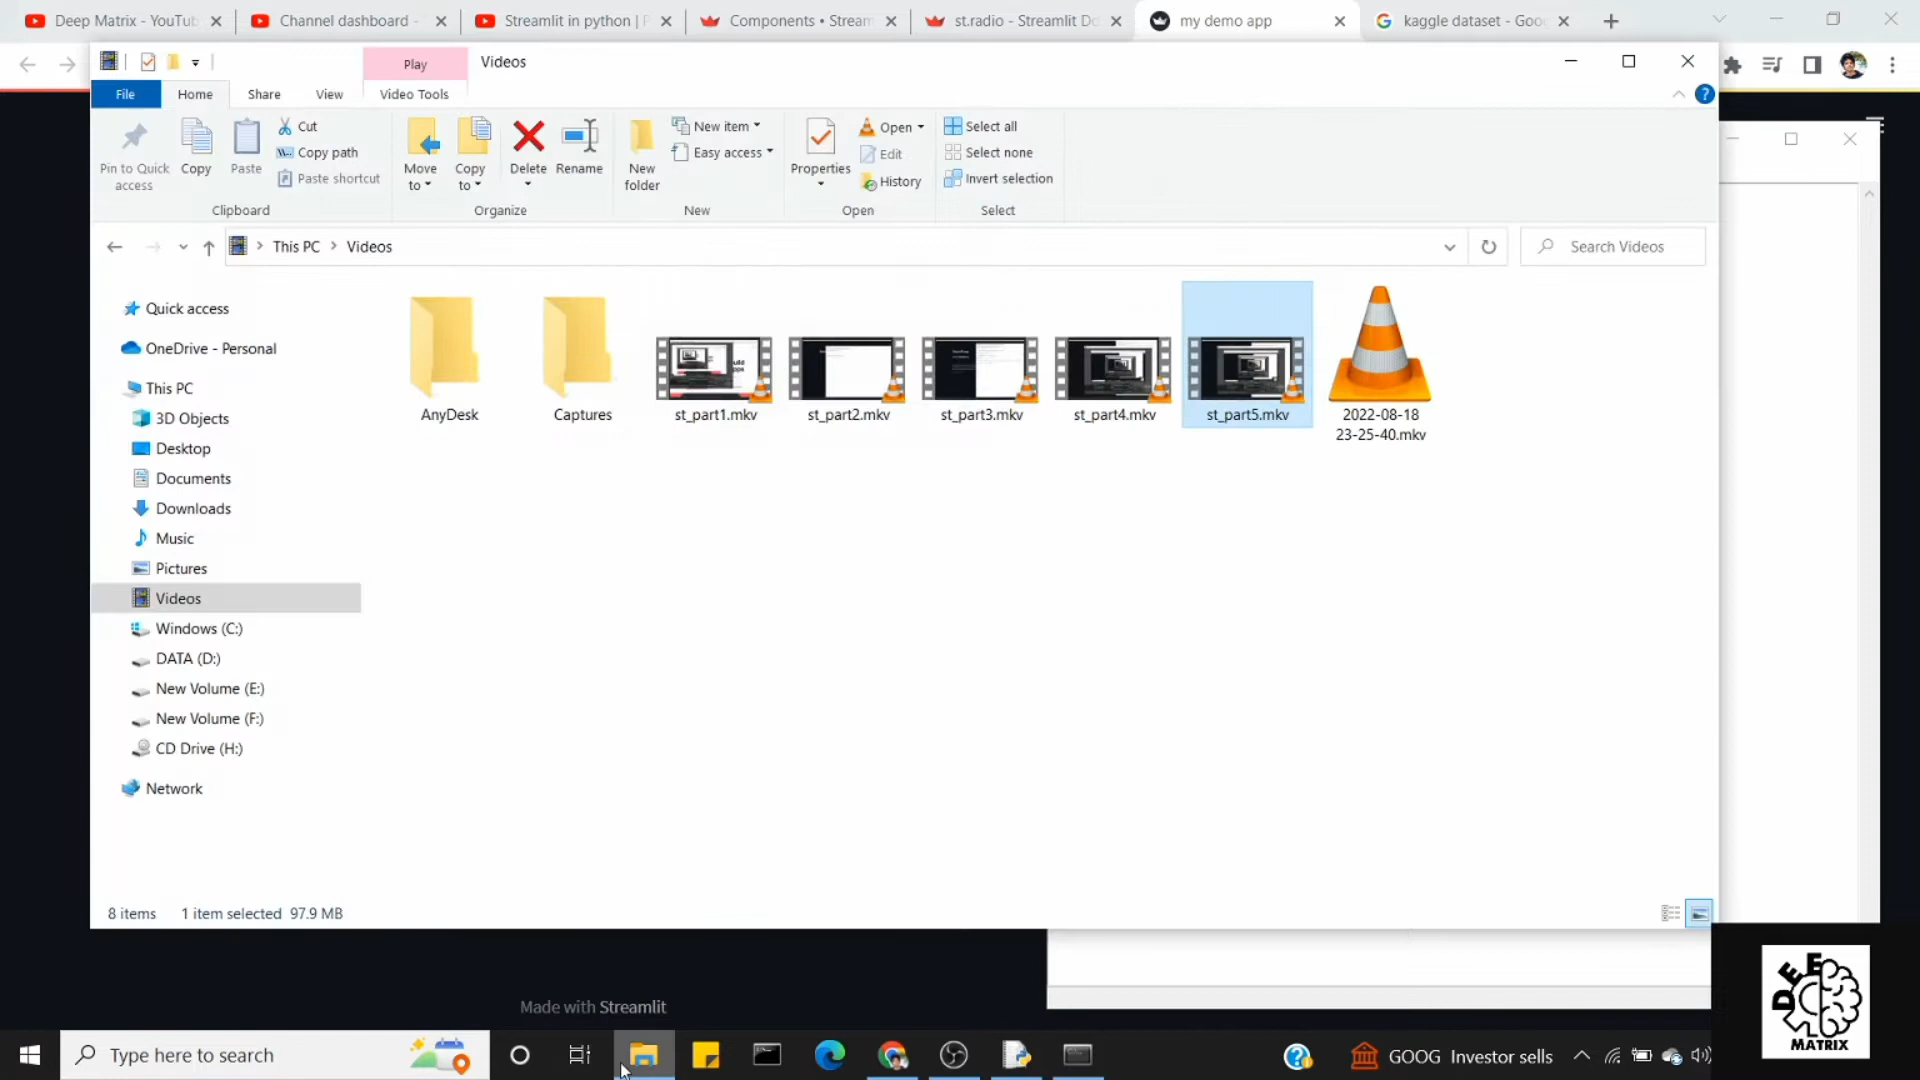 Deep Matrix - YouTub
Channel dashboard -
Streamlit in python |
Components • Stream
st.radio - Streamlit Do
my demo app
kaggle dataset - Goo
Play
Videos
File
Home
Share
View
Video Tools
Pin to Quick access
Copy
Paste
Cut
Copy path
Paste shortcut
Clipboard
Move to
Copy to
Delete
Rename
Organize
New folder
New item
Easy access
New
Properties
Open
Edit
History
Open
Select all
Select none
Invert selection
Select
This PC
Videos
Search Videos
Quick access
OneDrive - Personal
This PC
3D Objects
Desktop
Documents
Downloads
Music
Pictures
Videos
Windows (C:)
DATA (D:)
New Volume (E:)
New Volume (F:)
CD Drive (H:)
Network
AnyDesk
Captures
st_part1.mkv
st_part2.mkv
st_part3.mkv
st_part4.mkv
st_part5.mkv
2022-08-18
23-25-40.mkv
8 items
1 item selected 97.9 MB
Made with Streamlit
Type here to search
GOOG Investor sells
DEE
MATRIX